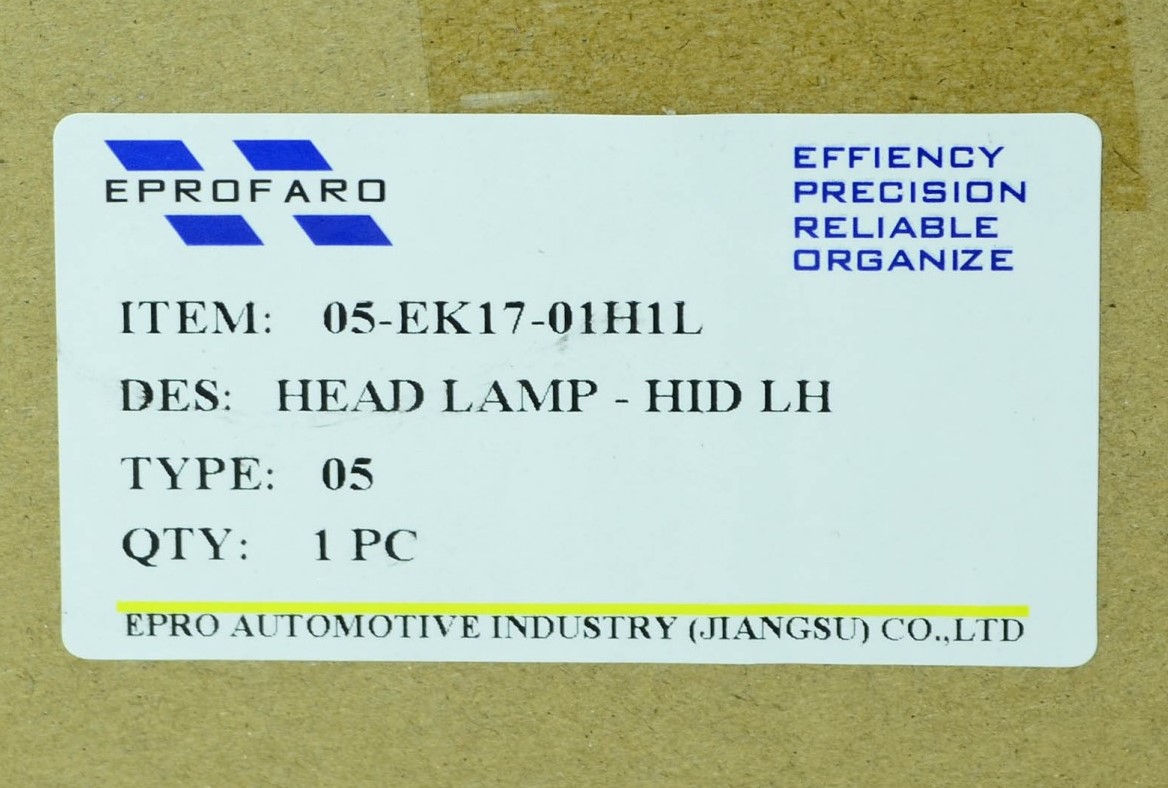 EPROFARO
EFFIENCY
PRECISION
RELIABLE
ORGANIZE
ITEM: 05-EK17-01H1L
DES: HEAD LAMP - HID LH
TYPE: 05
QTY: 1 PC
EPRO AUTOMOTIVE INDUSTRY (JIANGSU) CO.,LTD